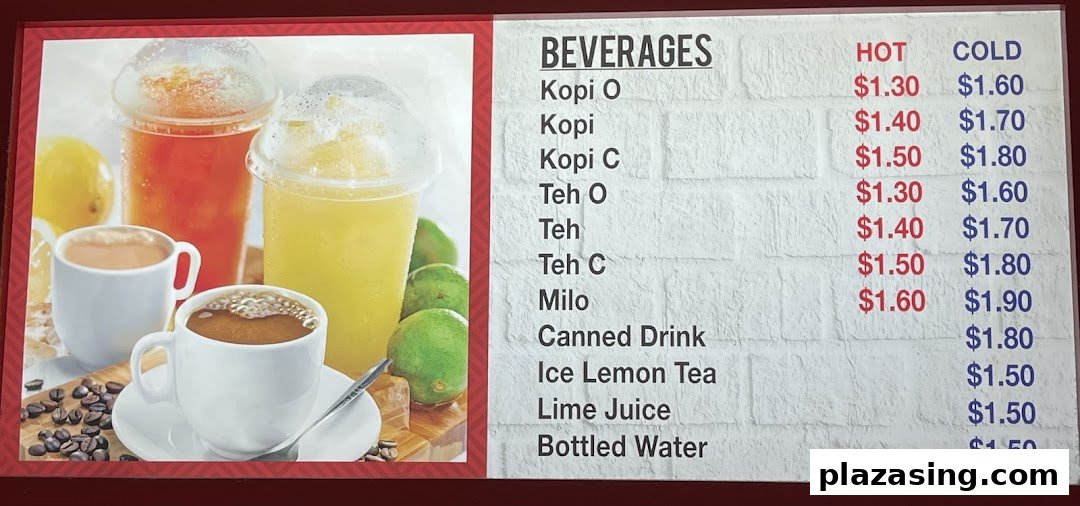 BEVERAGES HOT COLD
Kopi O $1.30 $1.60
Kopi $1.40 $1.70
Kopi C $1.50 $1.80
Teh O $1.30 $1.60
Teh $1.40 $1.70
Teh C $1.50 $1.80
Milo $1.60 $1.90
Canned Drink $1.80
Ice Lemon Tea $1.50
Lime Juice $1.50
Bottled Water $1.50
plazasing.com